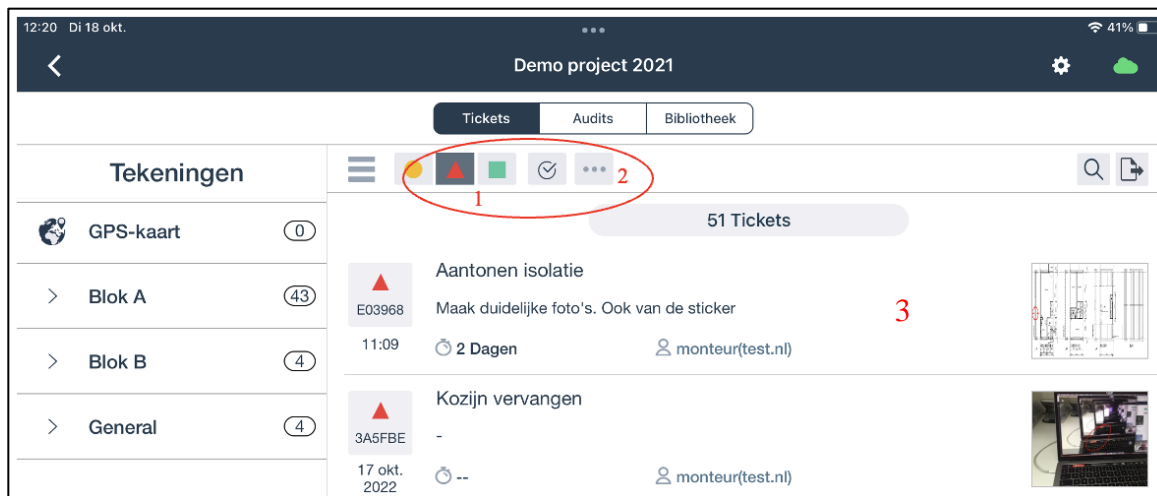 12:20 Di 18 okt.
41%
Demo project 2021
Tickets Audits Bibliotheek
Tekeningen
1
2
51 Tickets
GPS-kaart 0
Blok A 43
Blok B 4
General 4
Aantonen isolatie
E03968
Maak duidelijke foto's. Ook van de sticker
3
11:09
2 Dagen
monteur(test.nl)
Kozijn vervangen
3A5FBE
-
17 okt.
2022
--
monteur(test.nl)